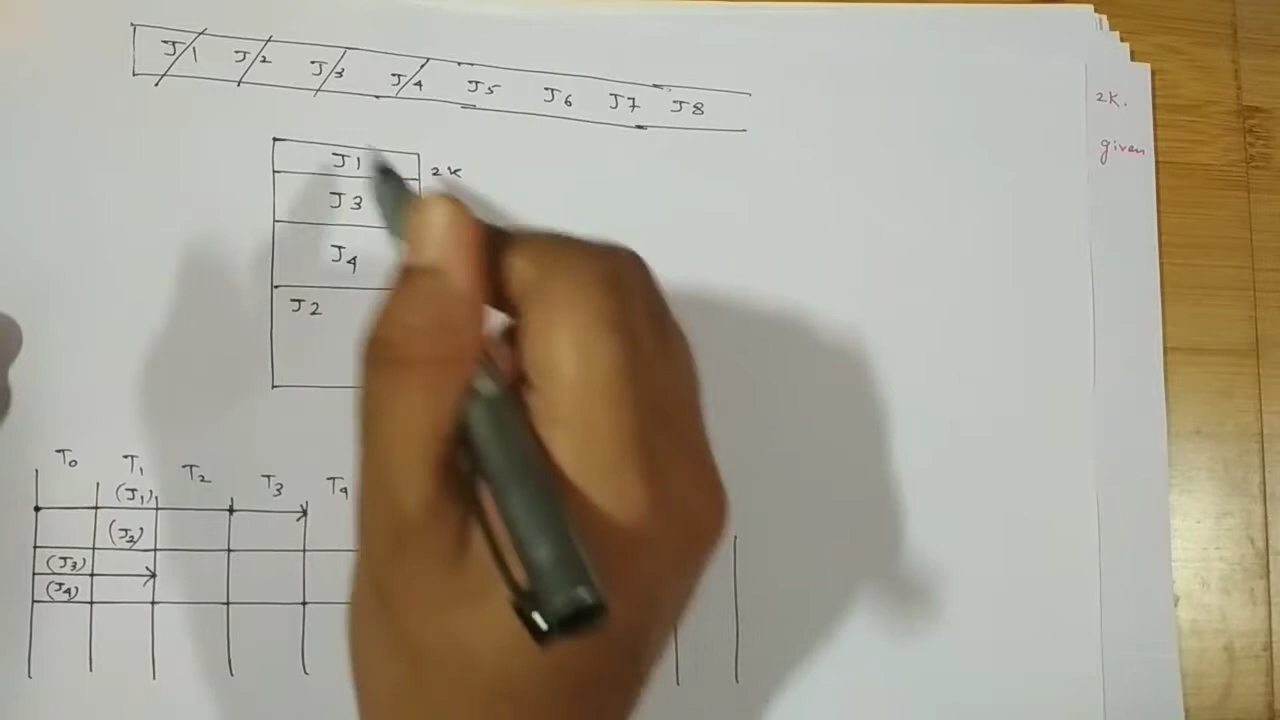 J1 J2 J3 J4 J5 J6 J7 J8
2K.
given
J1 2K
J3
J4
J2
T0 T1 T2 T3 T4
(J1)
(J2)
(J3)
(J4)